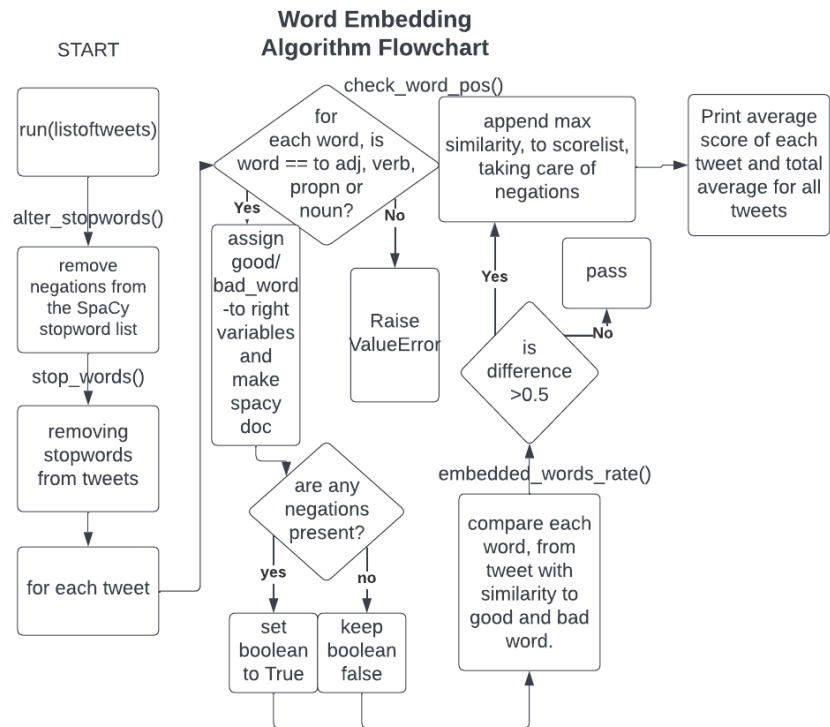 Word Embedding
Algorithm Flowchart
START
run(listoftweets)
alter_stopwords()
remove
negations from
the SpaCy
stopword list
stop_words()
removing
stopwords
from tweets
for each tweet
check_word_pos()
for
each word, is
word == to adj, verb,
propn or
noun?
Yes
No
assign
good/
bad_word
-to right
variables
and
make
spacy
doc
Raise
ValueError
are any
negations
present?
yes
no
set
boolean
to True
keep
boolean
false
embedded_words_rate()
compare each
word, from
tweet with
similarity to
good and bad
word.
is
difference
>0.5
Yes
No
pass
append max
similarity, to scorelist,
taking care of
negations
Print average
score of each
tweet and total
average for all
tweets